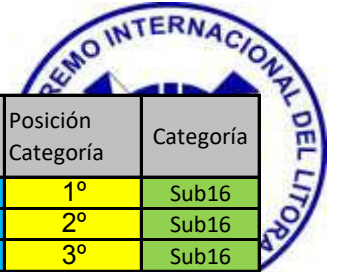 REMO INTERNACIONAL DEL LITORA
Posición Categoría
Categoría
1º Sub16
2º Sub16
3º Sub16